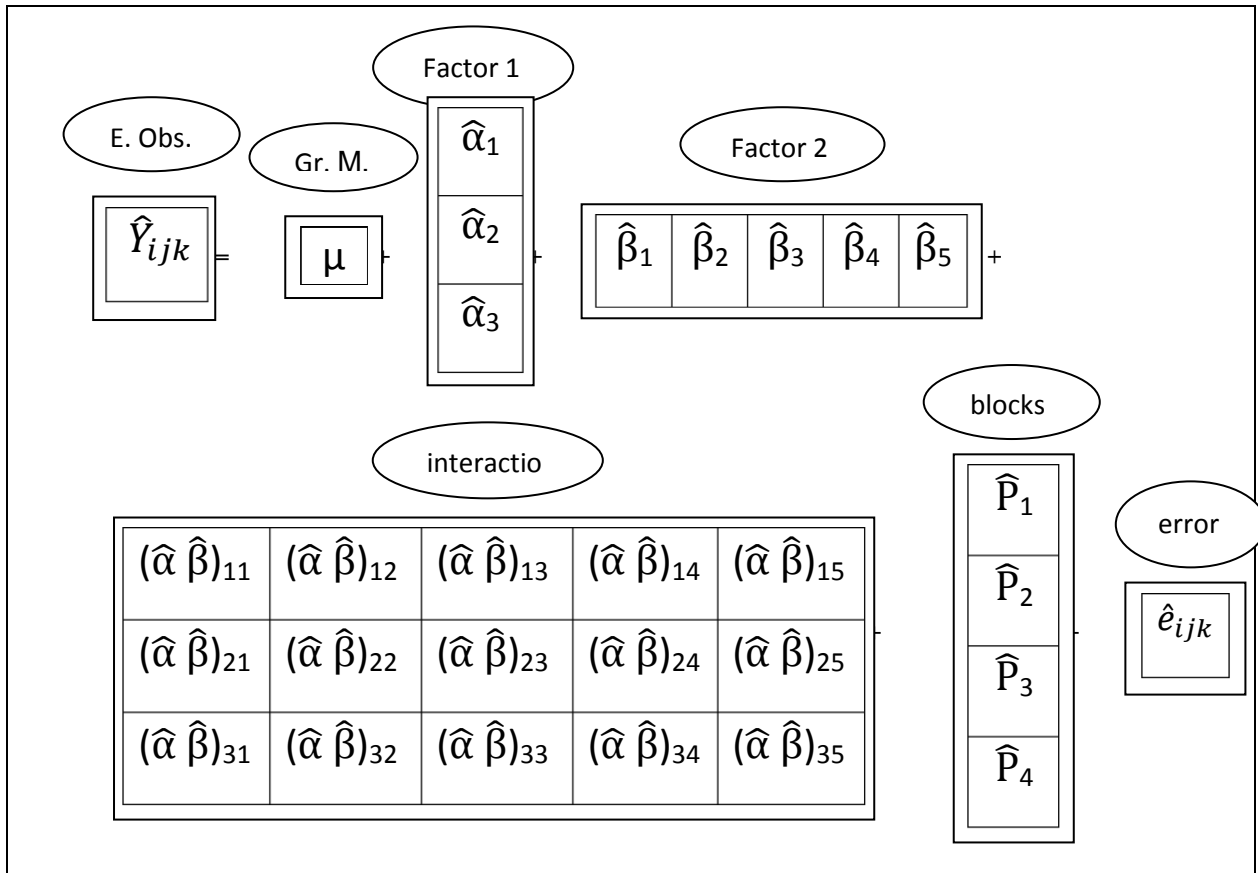 Factor 1
E. Obs.
Gr. M.
Factor 2
Ŷijk = μ + α̂1 α̂2 α̂3 + β̂1 β̂2 β̂3 β̂4 β̂5 +
interactio
blocks
error
(α̂ β̂)11 (α̂ β̂)12 (α̂ β̂)13 (α̂ β̂)14 (α̂ β̂)15
(α̂ β̂)21 (α̂ β̂)22 (α̂ β̂)23 (α̂ β̂)24 (α̂ β̂)25
(α̂ β̂)31 (α̂ β̂)32 (α̂ β̂)33 (α̂ β̂)34 (α̂ β̂)35
P̂1
P̂2
P̂3
P̂4
êijk